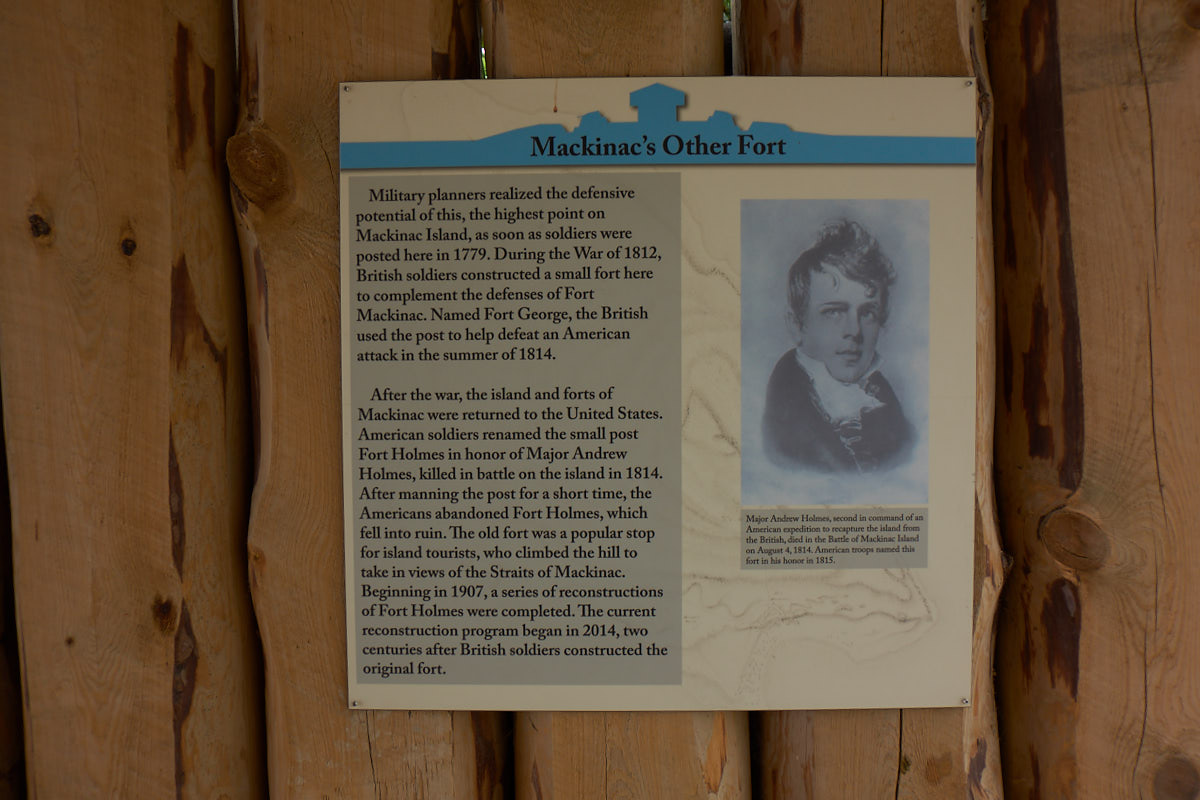 Mackinac's Other Fort
Military planners realized the defensive
potential of this, the highest point on
Mackinac Island, as soon as soldiers were
posted here in 1779. During the War of 1812,
British soldiers constructed a small fort here
to complement the defenses of Fort
Mackinac. Named Fort George, the British
used the post to help defeat an American
attack in the summer of 1814.
After the war, the island and forts of
Mackinac were returned to the United States.
American soldiers renamed the small post
Fort Holmes in honor of Major Andrew
Holmes, killed in battle on the island in 1814.
After manning the post for a short time, the
Americans abandoned Fort Holmes, which
fell into ruin. The old fort was a popular stop
for island tourists, who climbed the hill to
take in views of the Straits of Mackinac.
Beginning in 1907, a series of reconstructions
of Fort Holmes were completed. The current
reconstruction program began in 2014, two
centuries after British soldiers constructed the
original fort.
Major Andrew Holmes, second in command of an
American expedition to recapture the island from
the British, died in the Battle of Mackinac Island
on August 4, 1814. American troops named this
fort in his honor in 1815.